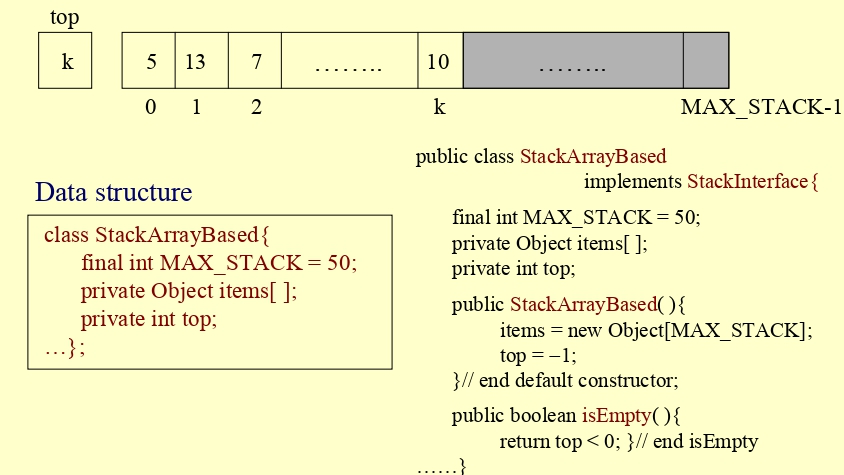 top
k 5 13 7 …….. 10 ……..
0 1 2 k MAX_STACK-1
Data structure
class StackArrayBased{
final int MAX_STACK = 50;
private Object items[ ];
private int top;
…};
public class StackArrayBased
implements StackInterface{
final int MAX_STACK = 50;
private Object items[ ];
private int top;
public StackArrayBased( ){
items = new Object[MAX_STACK];
top = –1;
}// end default constructor;
public boolean isEmpty( ){
return top < 0; }// end isEmpty
……}